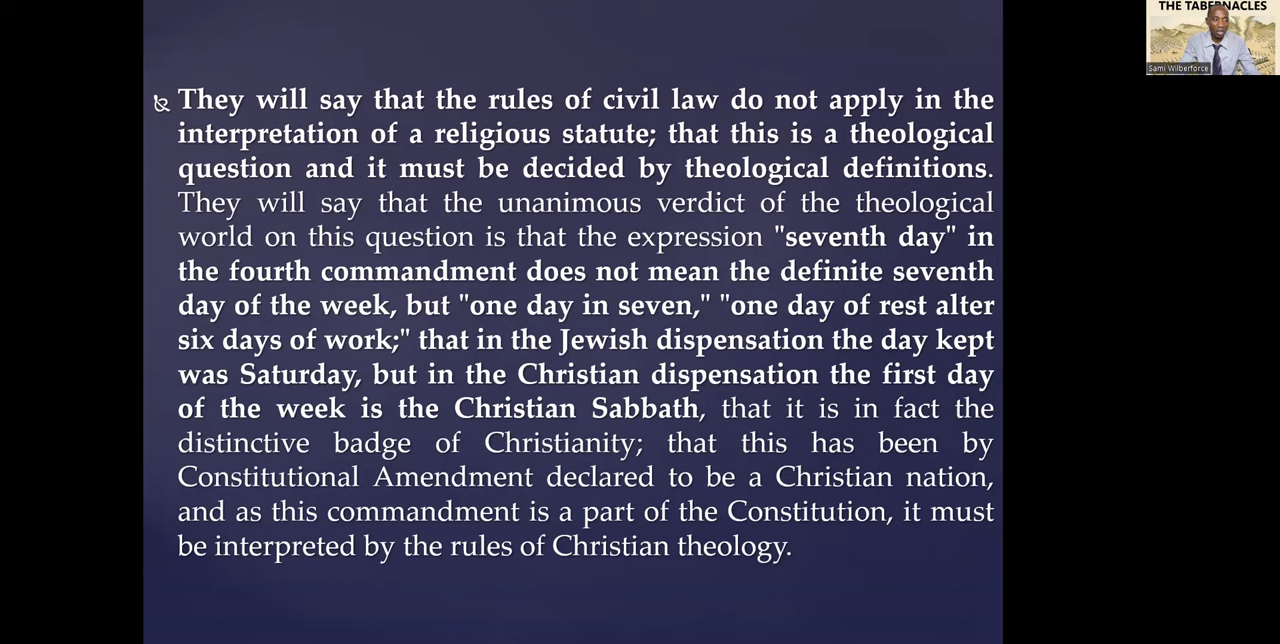 THE TABERNACLES
Sami Wilberforce
They will say that the rules of civil law do not apply in the
interpretation of a religious statute; that this is a theological
question and it must be decided by theological definitions.
They will say that the unanimous verdict of the theological
world on this question is that the expression "seventh day" in
the fourth commandment does not mean the definite seventh
day of the week, but "one day in seven," "one day of rest alter
six days of work;" that in the Jewish dispensation the day kept
was Saturday, but in the Christian dispensation the first day
of the week is the Christian Sabbath, that it is in fact the
distinctive badge of Christianity; that this has been by
Constitutional Amendment declared to be a Christian nation,
and as this commandment is a part of the Constitution, it must
be interpreted by the rules of Christian theology.